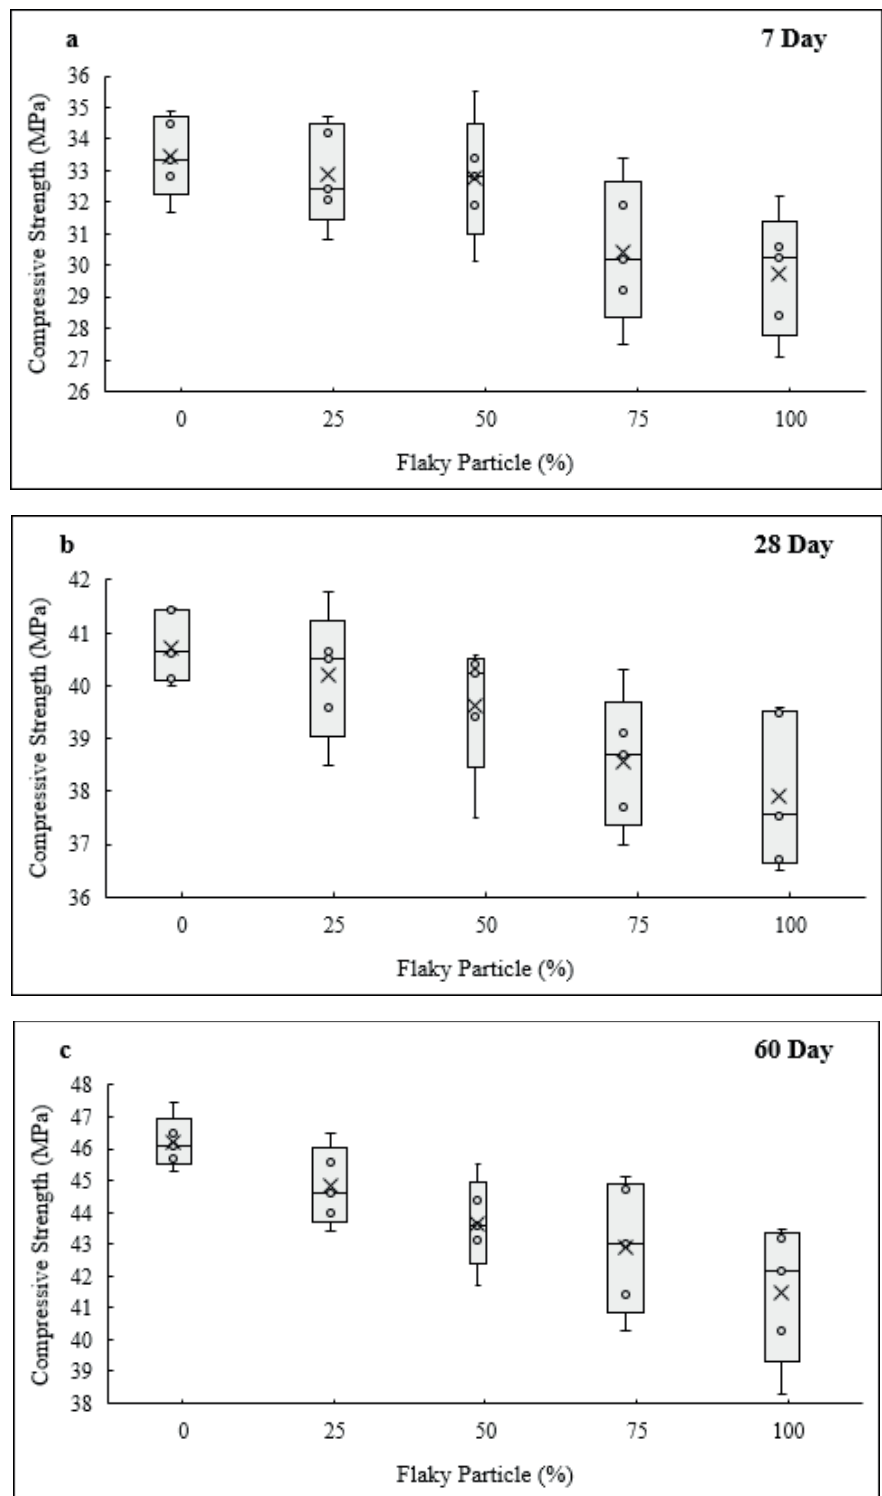 a 7 Day
Compressive Strength (MPa)
36
35
34
33
32
31
30
29
28
27
26
0 25 50 75 100
Flaky Particle (%)
b 28 Day
Compressive Strength (MPa)
42
41
40
39
38
37
36
0 25 50 75 100
Flaky Particle (%)
c 60 Day
Compressive Strength (MPa)
48
47
46
45
44
43
42
41
40
39
38
0 25 50 75 100
Flaky Particle (%)